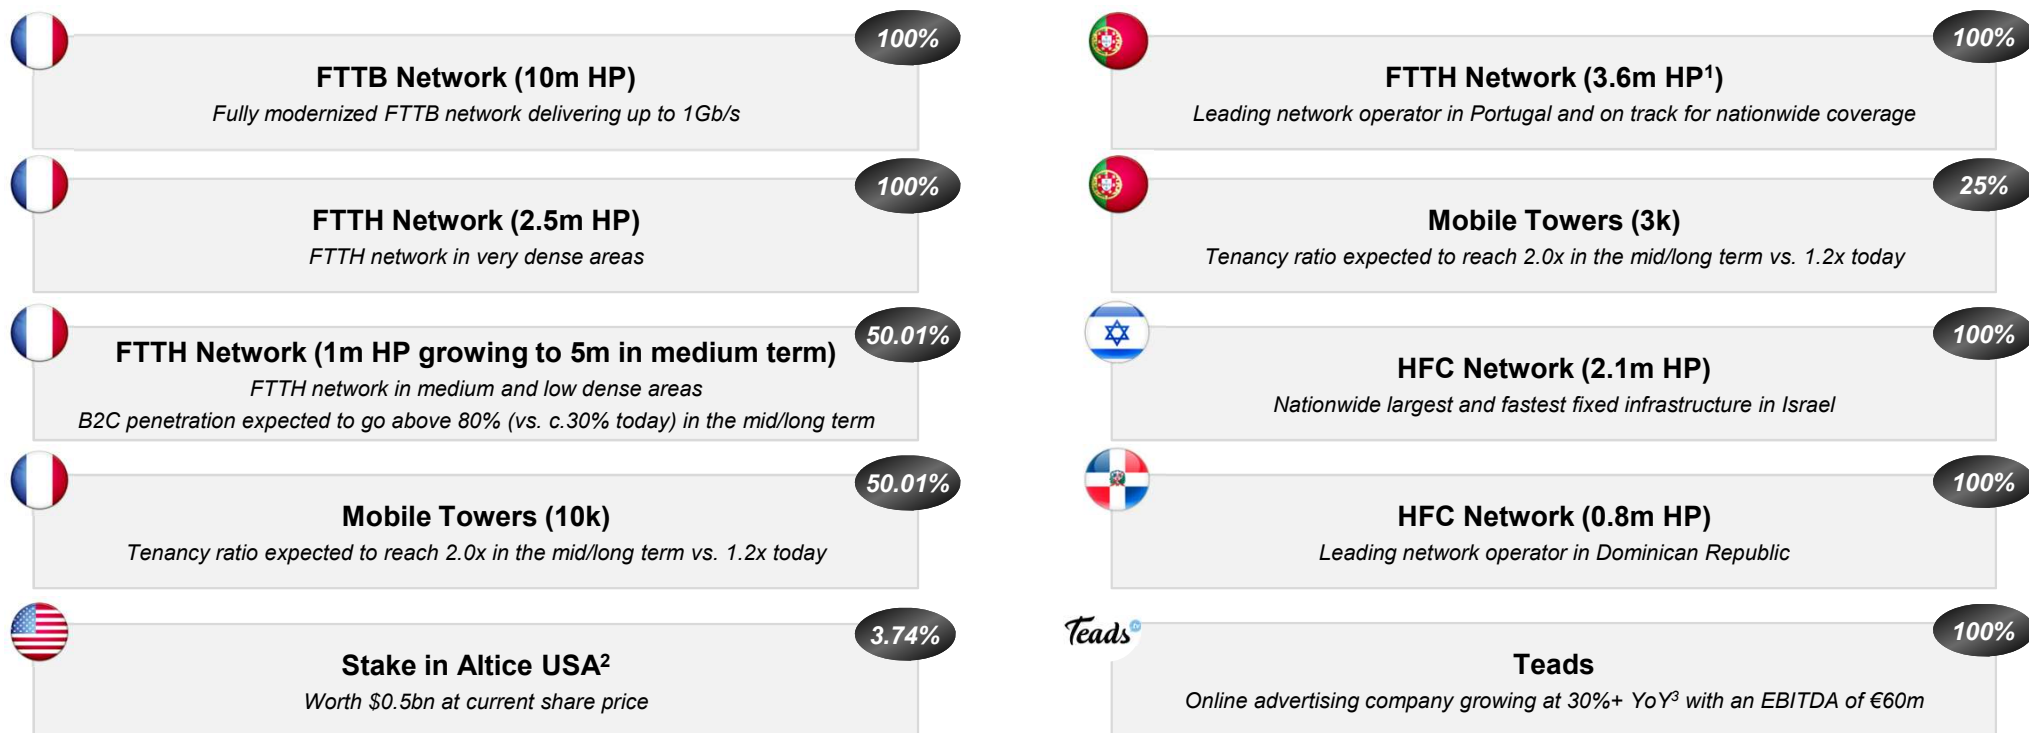 100%
FTTB Network (10m HP)
Fully modernized FTTB network delivering up to 1Gb/s
100%
FTTH Network (2.5m HP)
FTTH network in very dense areas
50.01%
FTTH Network (1m HP growing to 5m in medium term)
FTTH network in medium and low dense areas
B2C penetration expected to go above 80% (vs. c.30% today) in the mid/long term
50.01%
Mobile Towers (10k)
Tenancy ratio expected to reach 2.0x in the mid/long term vs. 1.2x today
3.74%
Stake in Altice USA²
Worth $0.5bn at current share price
100%
FTTH Network (3.6m HP¹)
Leading network operator in Portugal and on track for nationwide coverage
25%
Mobile Towers (3k)
Tenancy ratio expected to reach 2.0x in the mid/long term vs. 1.2x today
100%
HFC Network (2.1m HP)
Nationwide largest and fastest fixed infrastructure in Israel
100%
HFC Network (0.8m HP)
Leading network operator in Dominican Republic
Teads tv
100%
Teads
Online advertising company growing at 30%+ YoY³ with an EBITDA of €60m